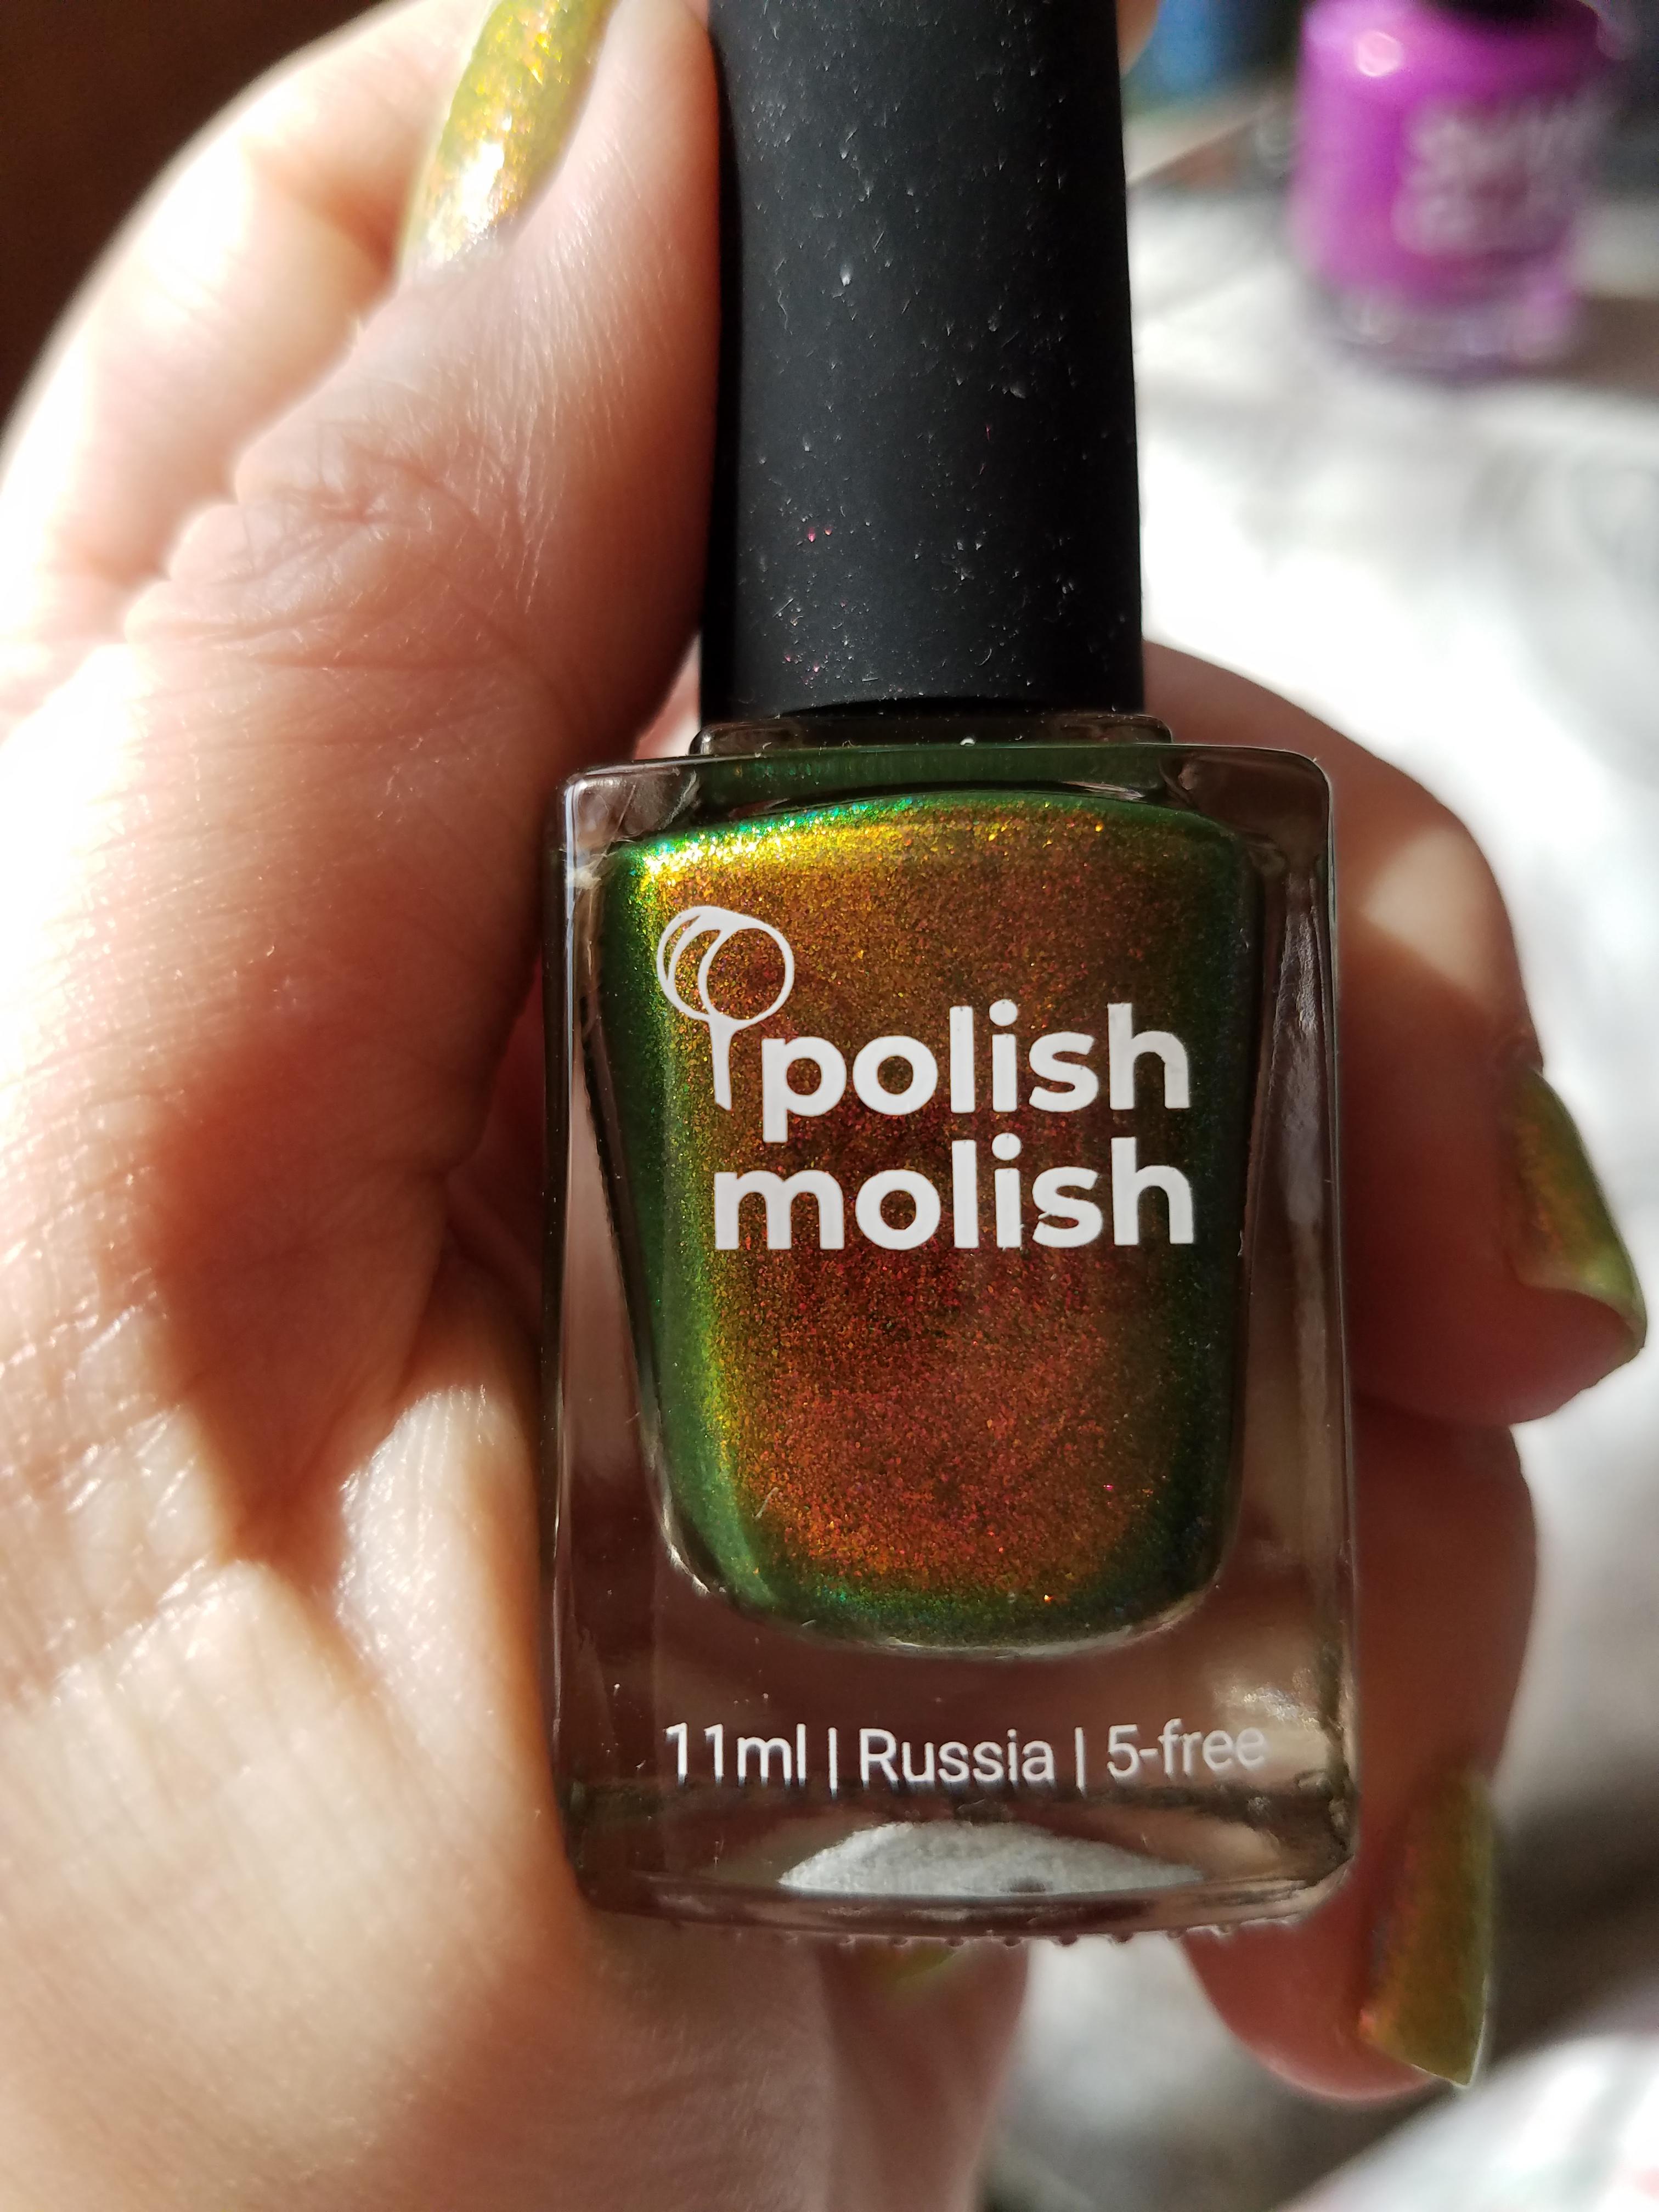 polish
molish
11ml | Russia | 5-free